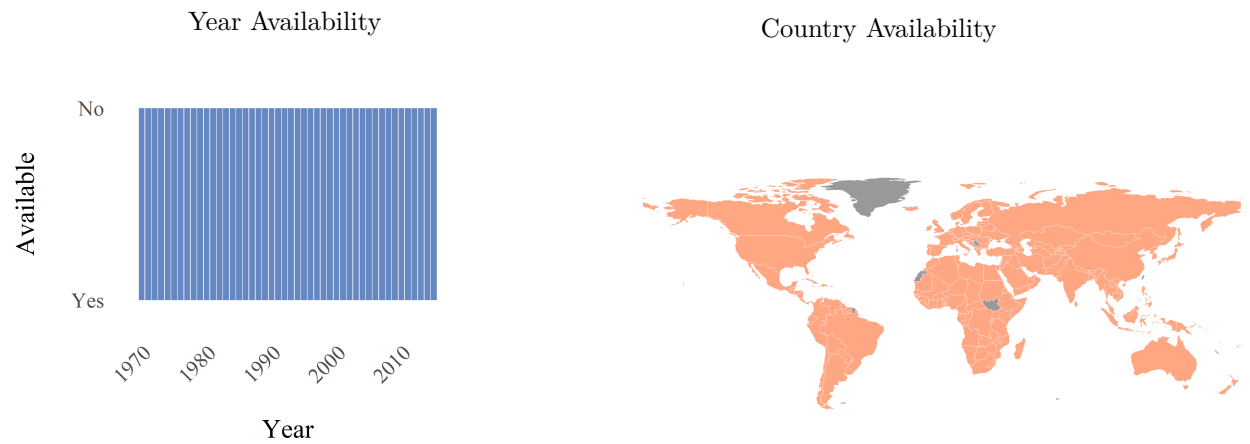 Year Availability
Country Availability
No
Available
Yes
1970
1980
1990
2000
2010
Year